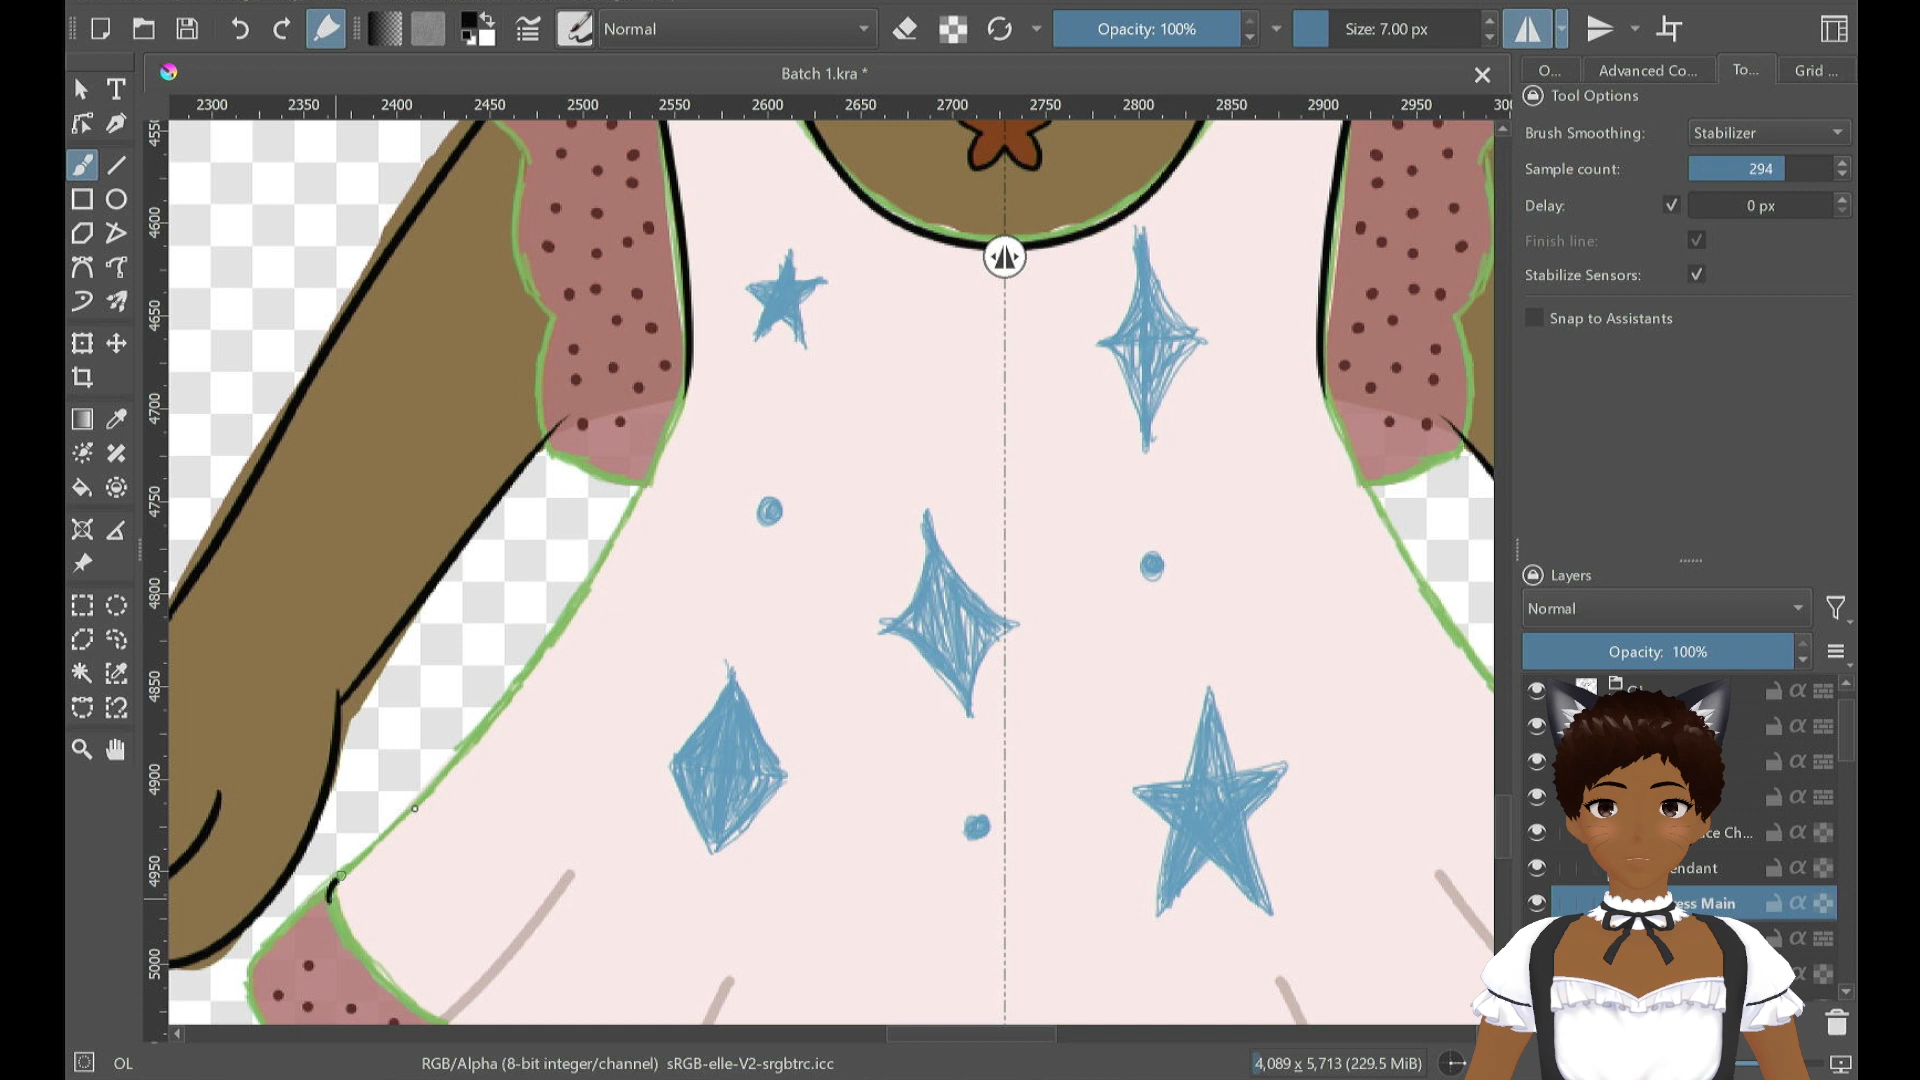 Normal
Opacity: 100%
Size: 7.00 px
Batch 1.kra *
O...
Advanced Co...
To...
Grid ...
2300 2350 2400 2450 2500 2550 2600 2650 2700 2750 2800 2850 2900 2950 300
Tool Options
Brush Smoothing:
Stabilizer
Sample count:
294
Delay:
0 px
Finish line:
Stabilize Sensors:
Snap to Assistants
4550
4600
4650
4700
4750
4800
4850
4900
4950
5000
Layers
Normal
Opacity: 100%
ce Ch...
endant
ess Main
OL
RGB/Alpha (8-bit integer/channel) sRGB-elle-V2-srgbtrc.icc
4,089 x 5,713 (229.5 MiB)